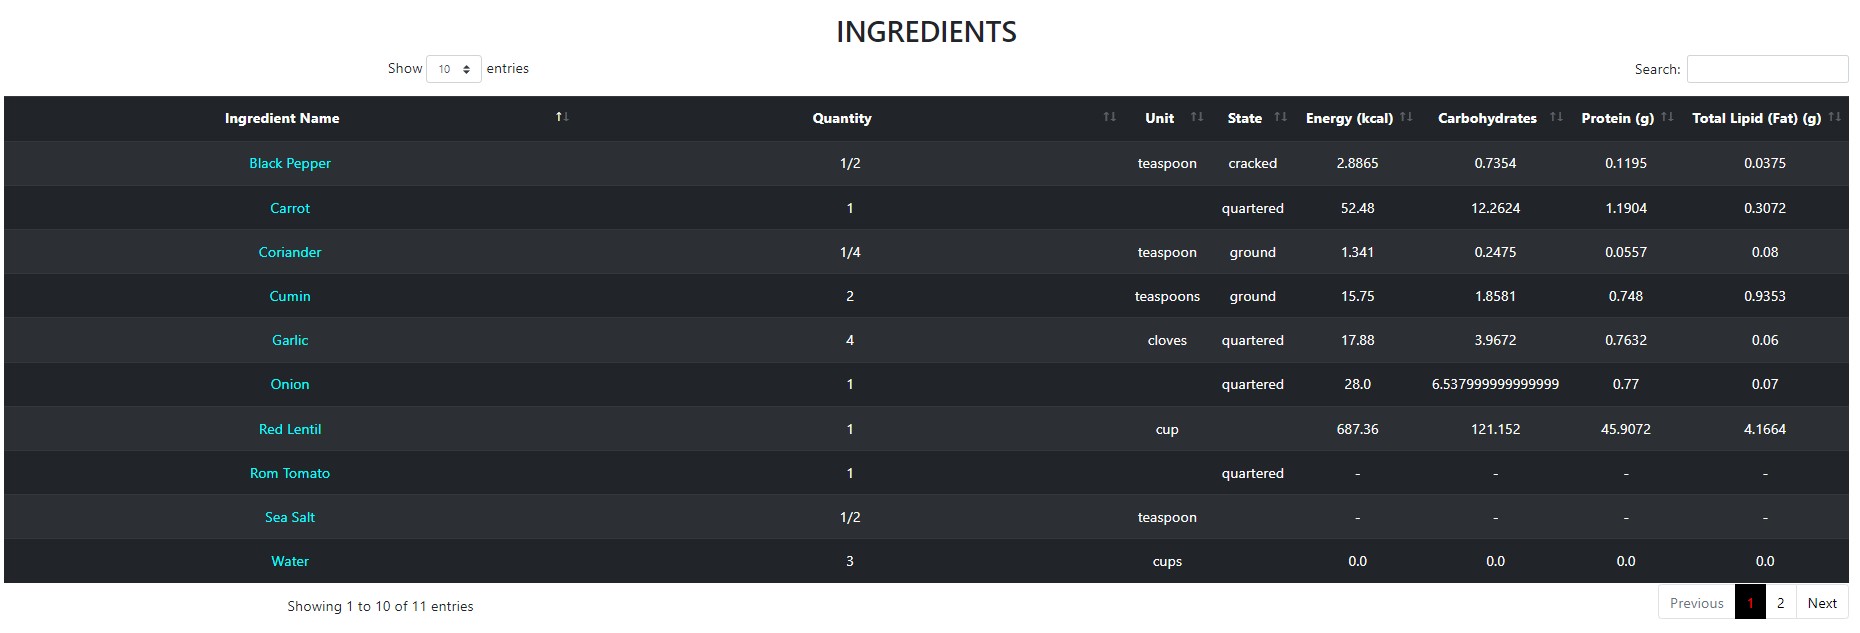 INGREDIENTS
Show 10 entries Search:
Ingredient Name Quantity Unit State Energy (kcal) Carbohydrates Protein (g) Total Lipid (Fat) (g)
Black Pepper 1/2 teaspoon cracked 2.8865 0.7354 0.1195 0.0375
Carrot 1 quartered 52.48 12.2624 1.1904 0.3072
Coriander 1/4 teaspoon ground 1.341 0.2475 0.0557 0.08
Cumin 2 teaspoons ground 15.75 1.8581 0.748 0.9353
Garlic 4 cloves quartered 17.88 3.9672 0.7632 0.06
Onion 1 quartered 28.0 6.537999999999999 0.77 0.07
Red Lentil 1 cup 687.36 121.152 45.9072 4.1664
Rom Tomato 1 quartered - - - -
Sea Salt 1/2 teaspoon - - - -
Water 3 cups 0.0 0.0 0.0 0.0
Showing 1 to 10 of 11 entries Previous 1 2 Next